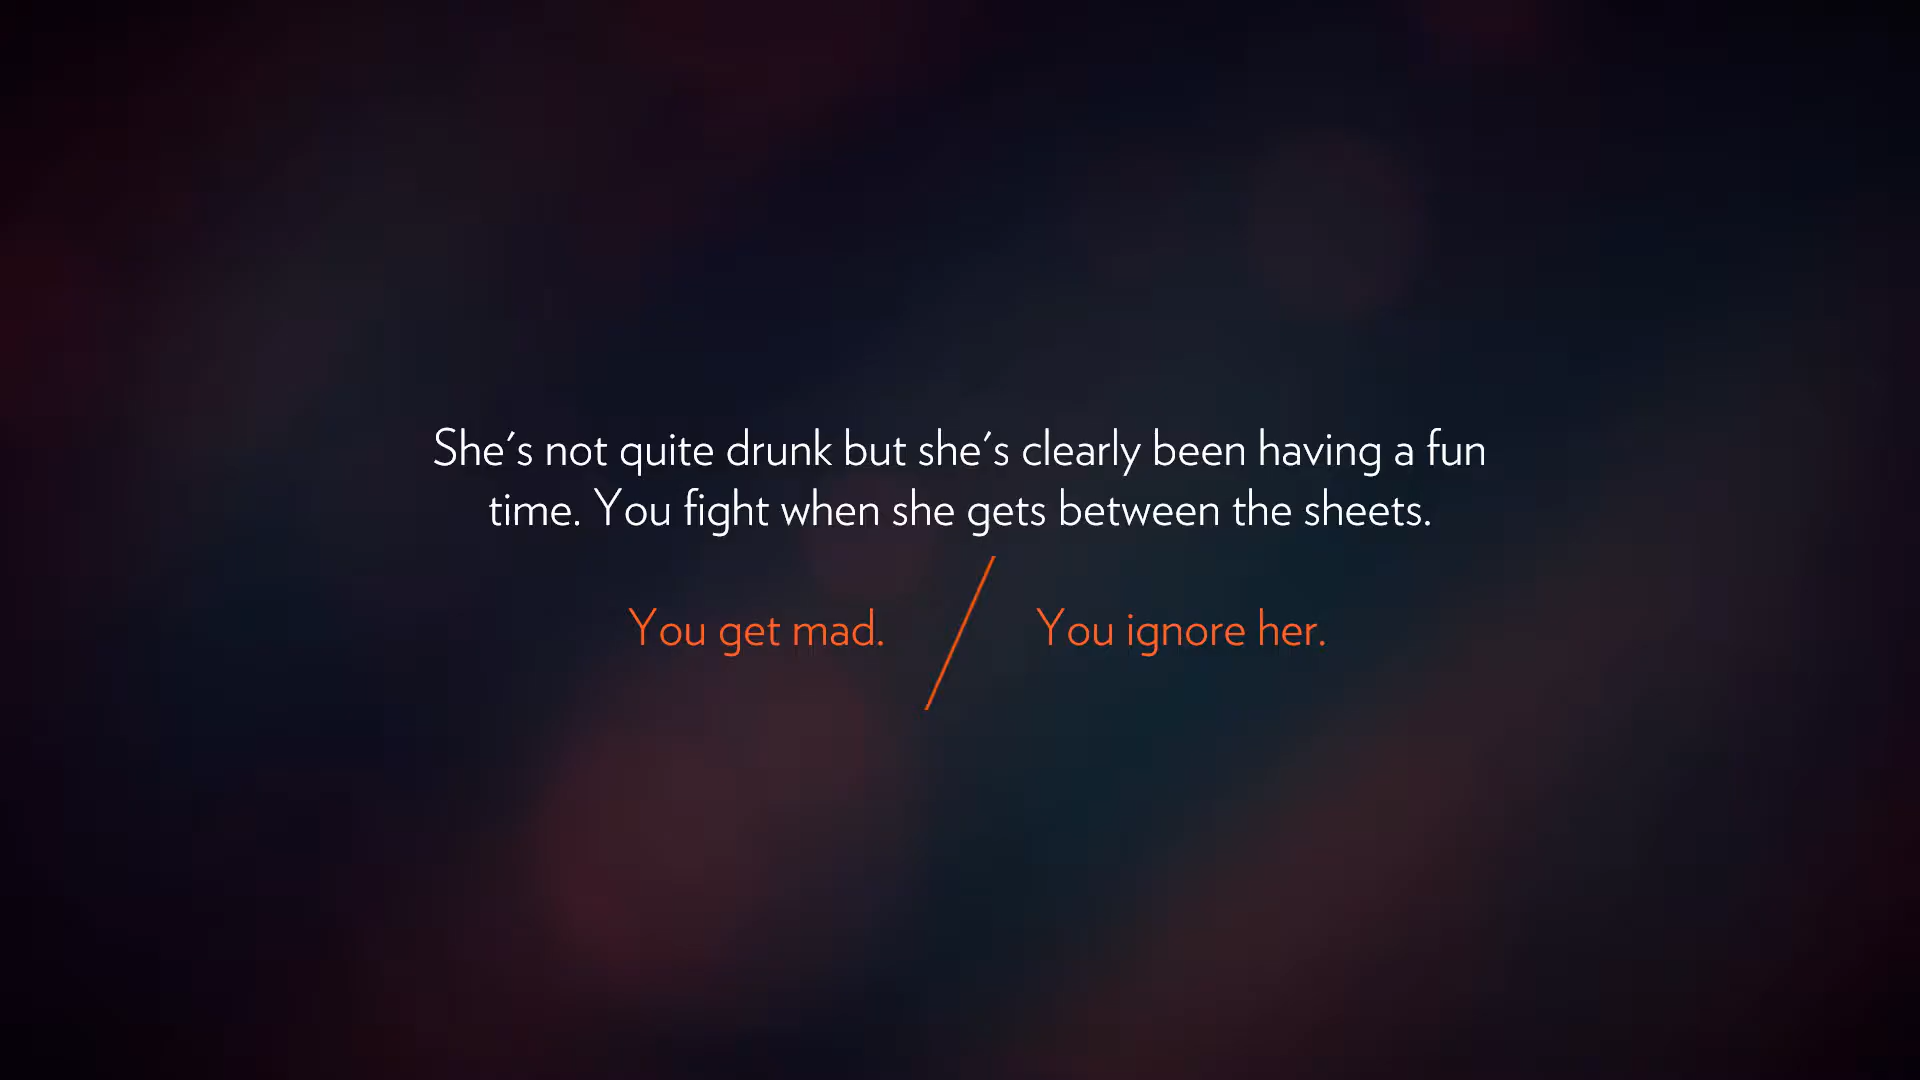 She's not quite drunk but she's clearly been having a fun
time. You fight when she gets between the sheets.
You get mad.
You ignore her.